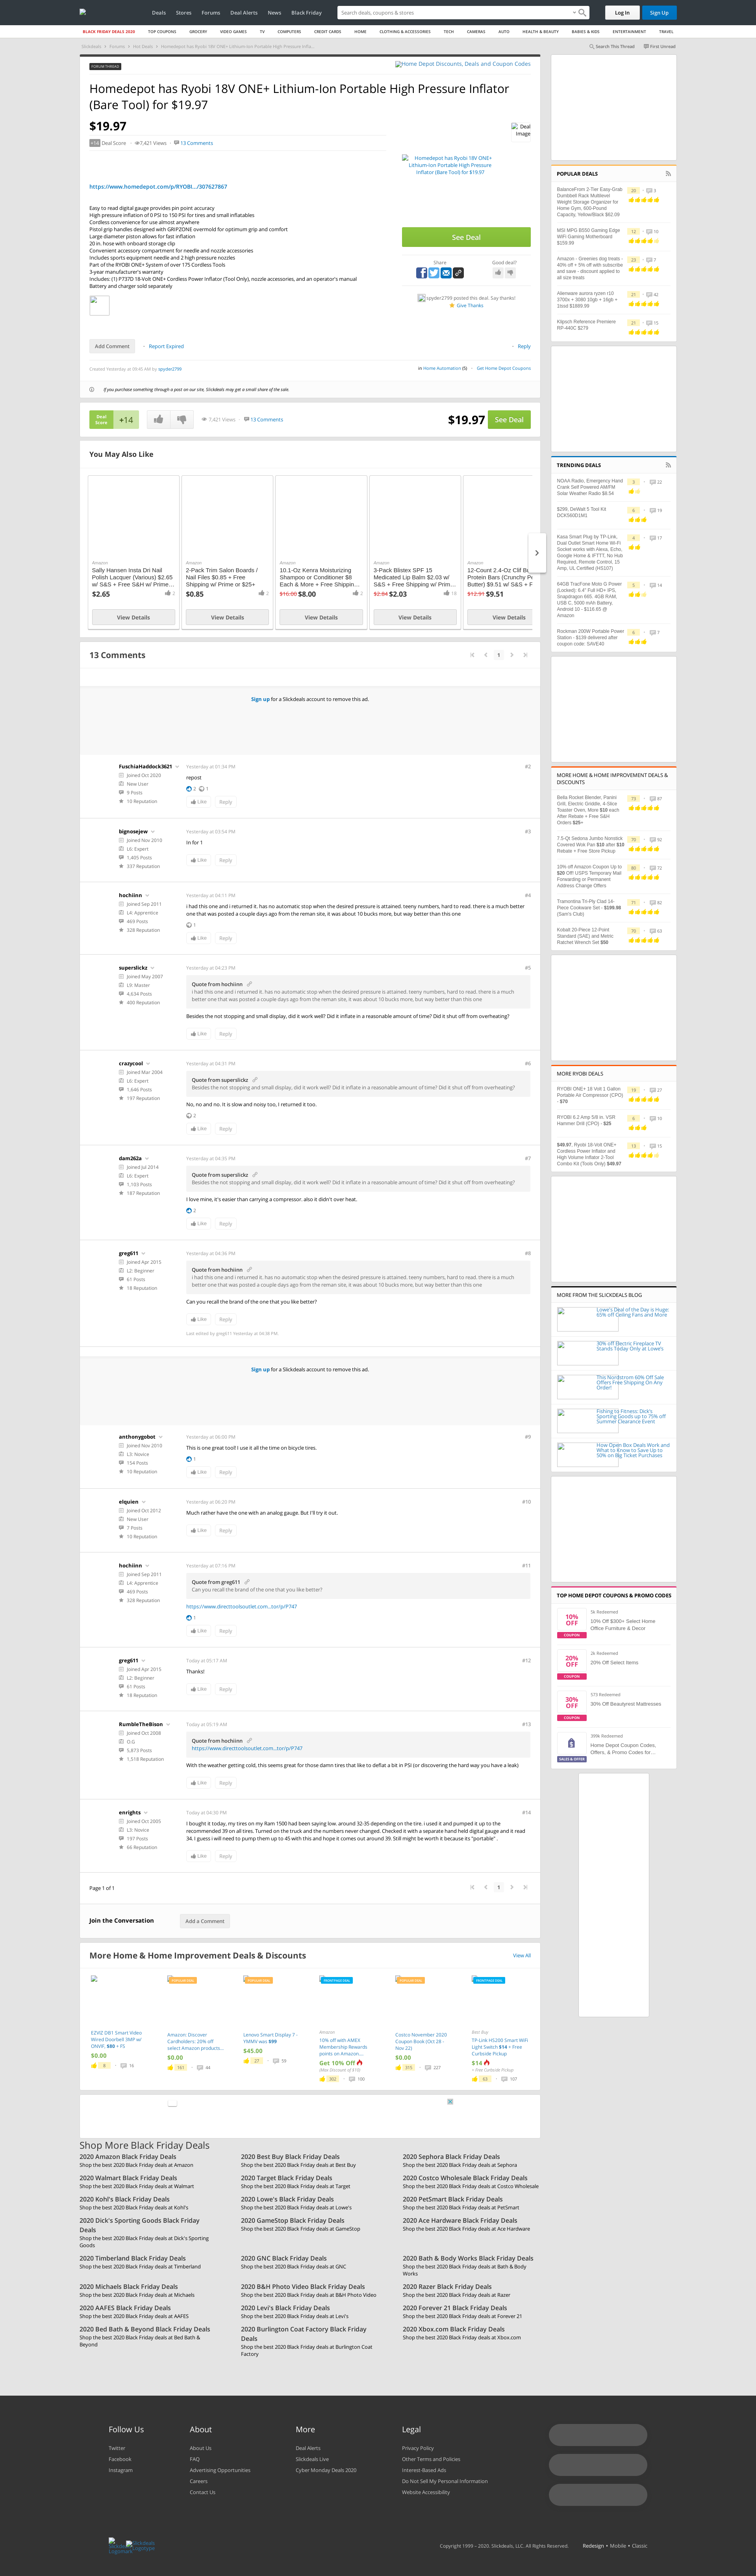 Deals Stores Forums Deal Alerts News Black Friday
Search deals, coupons & stores
Log In Sign Up
BLACK FRIDAY DEALS 2020 TOP COUPONS GROCERY VIDEO GAMES TV COMPUTERS CREDIT CARDS HOME CLOTHING & ACCESSORIES TECH CAMERAS AUTO HEALTH & BEAUTY BABIES & KIDS ENTERTAINMENT TRAVEL
Slickdeals Forums Hot Deals Homedepot has Ryobi 18V ONE+ Lithium-Ion Portable High Pressure Infla...
Search This Thread First Unread
FORUM THREAD
Home Depot Discounts, Deals and Coupon Codes
Homedepot has Ryobi 18V ONE+ Lithium-Ion Portable High Pressure Inflator
(Bare Tool) for $19.97
$19.97
+14 Deal Score 7,421 Views 13 Comments
Deal Image
Homedepot has Ryobi 18V ONE+ Lithium-Ion Portable High Pressure Inflator (Bare Tool) for $19.97
https://www.homedepot.com/p/RYOBI.../307627867
Easy to read digital gauge provides pin point accuracy
High pressure inflation of 0 PSI to 150 PSI for tires and small inflatables
Cordless convenience for use almost anywhere
Pistol grip handles designed with GRIPZONE overmold for optimum grip and comfort
Large diameter piston allows for fast inflation
20 in. hose with onboard storage clip
Convenient accessory compartment for needle and nozzle accessories
Includes sports equipment needle and 2 high pressure nozzles
Part of the RYOBI ONE+ System of over 175 Cordless Tools
3-year manufacturer's warranty
Includes: (1) P737D 18-Volt ONE+ Cordless Power Inflator (Tool Only), nozzle accessories, and an operator's manual
Battery and charger sold separately
See Deal
Share Good deal?
spyder2799 posted this deal. Say thanks!
Give Thanks
Add Comment Report Expired Reply
Created Yesterday at 09:45 AM by spyder2799
in Home Automation (5) Get Home Depot Coupons
If you purchase something through a post on our site, Slickdeals may get a small share of the sale.
Deal Score +14 7,421 Views 13 Comments $19.97 See Deal
You May Also Like
Amazon
Sally Hansen Insta Dri Nail Polish Lacquer (Various) $2.65 w/ S&S + Free S&H w/ Prime...
$2.65 2
View Details
Amazon
2-Pack Trim Salon Boards / Nail Files $0.85 + Free Shipping w/ Prime or $25+
$0.85 2
View Details
Amazon
10.1-Oz Kenra Moisturizing Shampoo or Conditioner $8 Each & More + Free Shippin...
$16.00 $8.00 2
View Details
Amazon
3-Pack Blistex SPF 15 Medicated Lip Balm $2.03 w/ S&S + Free Shipping w/ Prim...
$2.84 $2.03 18
View Details
Amazon
12-Count 2.4-Oz Clif
Protein Bars (Crunchy
Butter) $9.51 w/ S&S +
$12.91 $9.51
View Details
13 Comments
1
Sign up for a Slickdeals account to remove this ad.
FuschiaHaddock3621
Joined Oct 2020
New User
9 Posts
10 Reputation
Yesterday at 01:34 PM #2
repost
2 1
Like Reply
bignosejew
Joined Nov 2010
L6: Expert
1,405 Posts
337 Reputation
Yesterday at 03:54 PM #3
In for 1
Like Reply
hochiinn
Joined Sep 2011
L4: Apprentice
469 Posts
328 Reputation
Yesterday at 04:11 PM #4
i had this one and i returned it. has no automatic stop when the desired pressure is attained. teeny numbers, hard to read. there is a much better
one that was posted a couple days ago from the reman site, it was about 10 bucks more, but way better than this one
1
Like Reply
superslickz
Joined May 2007
L9: Master
4,634 Posts
400 Reputation
Yesterday at 04:23 PM #5
Quote from hochiinn
i had this one and i returned it. has no automatic stop when the desired pressure is attained. teeny numbers, hard to read. there is a much
better one that was posted a couple days ago from the reman site, it was about 10 bucks more, but way better than this one
Besides the not stopping and small display, did it work well? Did it inflate in a reasonable amount of time? Did it shut off from overheating?
Like Reply
crazycool
Joined Mar 2004
L6: Expert
1,646 Posts
197 Reputation
Yesterday at 04:31 PM #6
Quote from superslickz
Besides the not stopping and small display, did it work well? Did it inflate in a reasonable amount of time? Did it shut off from overheating?
No, no and no. It is slow and noisy too, I returned it too.
2
Like Reply
dam262a
Joined Jul 2014
L6: Expert
1,103 Posts
187 Reputation
Yesterday at 04:35 PM #7
Quote from superslickz
Besides the not stopping and small display, did it work well? Did it inflate in a reasonable amount of time? Did it shut off from overheating?
I love mine, it's easier than carrying a compressor. also it didn't over heat.
2
Like Reply
greg611
Joined Apr 2015
L2: Beginner
61 Posts
18 Reputation
Yesterday at 04:36 PM #8
Quote from hochiinn
i had this one and i returned it. has no automatic stop when the desired pressure is attained. teeny numbers, hard to read. there is a much
better one that was posted a couple days ago from the reman site, it was about 10 bucks more, but way better than this one
Can you recall the brand of the one that you like better?
Like Reply
Last edited by greg611 Yesterday at 04:36 PM
Sign up for a Slickdeals account to remove this ad.
anthonygobot
Joined Nov 2010
L3: Novice
154 Posts
10 Reputation
Yesterday at 06:00 PM #9
This is one great tool! I use it all the time on bicycle tires.
1
Like Reply
elquien
Joined Oct 2012
New User
7 Posts
10 Reputation
Yesterday at 06:20 PM #10
Much rather have the one with an analog gauge. But I'll try it out.
Like Reply
hochiinn
Joined Sep 2011
L4: Apprentice
469 Posts
328 Reputation
Yesterday at 07:16 PM #11
Quote from greg611
Can you recall the brand of the one that you like better?
https://www.directtoolsoutlet.com...tor/p/P747
1
Like Reply
greg611
Joined Apr 2015
L2: Beginner
61 Posts
18 Reputation
Today at 05:17 AM #12
Thanks!
Like Reply
RumbleTheBison
Joined Oct 2008
O.G
5,873 Posts
1,518 Reputation
Today at 05:19 AM #13
Quote from hochiinn
https://www.directtoolsoutlet.com...tor/p/P747
With the weather getting cold, this seems great for those damn tires that like to deflat a bit in PSI (or discovering the hard way you have a leak)
Like Reply
enrights
Joined Oct 2005
L3: Novice
197 Posts
66 Reputation
Today at 04:30 PM #14
I bought it today, my tires on my Ram 1500 had been saying low. around 32-35 depending on the tire. i used it and pumped it up to the
recommended 39 on all tires. Turned on the truck and the tire numbers never changed. Checked it with a separate hand held digital gauge and it read
34. I guess i will need to pump them up to 45 with this and hope it comes out around 39. Still might be worth it because its "portable" .
Like Reply
Page 1 of 1
1
Join the Conversation Add a Comment
More Home & Home Improvement Deals & Discounts View All
EZVIZ DB1 Smart Video Wired Doorbell 3MP w/ ONVIF, $80 + FS
$0.00
8 16
POPULAR DEAL
Amazon: Discover Cardholders: 20% off select Amazon products...
$0.00
161 44
POPULAR DEAL
Lenovo Smart Display 7 - YMMV was $99
$45.00
27 59
FRONTPAGE DEAL
Amazon
10% off with AMEX Membership Rewards points on Amazon...
Get 10% Off
(Max Discount of $10)
302 100
POPULAR DEAL
Costco November 2020 Coupon Book (Oct 28 - Nov 22)
$0.00
315 227
FRONTPAGE DEAL
Best Buy
TP-Link HS200 Smart WiFi Light Switch $14 + Free Curbside Pickup
$14
+ Free Curbside Pickup
63 107
Shop More Black Friday Deals
2020 Amazon Black Friday Deals
Shop the best 2020 Black Friday deals at Amazon
2020 Best Buy Black Friday Deals
Shop the best 2020 Black Friday deals at Best Buy
2020 Sephora Black Friday Deals
Shop the best 2020 Black Friday deals at Sephora
2020 Walmart Black Friday Deals
Shop the best 2020 Black Friday deals at Walmart
2020 Target Black Friday Deals
Shop the best 2020 Black Friday deals at Target
2020 Costco Wholesale Black Friday Deals
Shop the best 2020 Black Friday deals at Costco Wholesale
2020 Kohl's Black Friday Deals
Shop the best 2020 Black Friday deals at Kohl's
2020 Lowe's Black Friday Deals
Shop the best 2020 Black Friday deals at Lowe's
2020 PetSmart Black Friday Deals
Shop the best 2020 Black Friday deals at PetSmart
2020 Dick's Sporting Goods Black Friday Deals
Shop the best 2020 Black Friday deals at Dick's Sporting Goods
2020 GameStop Black Friday Deals
Shop the best 2020 Black Friday deals at GameStop
2020 Ace Hardware Black Friday Deals
Shop the best 2020 Black Friday deals at Ace Hardware
2020 Timberland Black Friday Deals
Shop the best 2020 Black Friday deals at Timberland
2020 GNC Black Friday Deals
Shop the best 2020 Black Friday deals at GNC
2020 Bath & Body Works Black Friday Deals
Shop the best 2020 Black Friday deals at Bath & Body Works
2020 Michaels Black Friday Deals
Shop the best 2020 Black Friday deals at Michaels
2020 B&H Photo Video Black Friday Deals
Shop the best 2020 Black Friday deals at B&H Photo Video
2020 Razer Black Friday Deals
Shop the best 2020 Black Friday deals at Razer
2020 AAFES Black Friday Deals
Shop the best 2020 Black Friday deals at AAFES
2020 Levi's Black Friday Deals
Shop the best 2020 Black Friday deals at Levi's
2020 Forever 21 Black Friday Deals
Shop the best 2020 Black Friday deals at Forever 21
2020 Bed Bath & Beyond Black Friday Deals
Shop the best 2020 Black Friday deals at Bed Bath & Beyond
2020 Burlington Coat Factory Black Friday Deals
Shop the best 2020 Black Friday deals at Burlington Coat Factory
2020 Xbox.com Black Friday Deals
Shop the best 2020 Black Friday deals at Xbox.com
POPULAR DEALS
BalanceFrom 2-Tier Easy-Grab Dumbbell Rack Multilevel Weight Storage Organizer for Home Gym, 600-Pound Capacity, Yellow/Black $62.09
20 3
MSI MPG B550 Gaming Edge WiFi Gaming Motherboard $159.99
12 10
Amazon - Greenies dog treats - 40% off + 5% off with subscribe and save - discount applied to all size treats
23 7
Alienware aurora ryzen r10 3700x + 3080 16gb + 16gb + 1tssd $1889.99
21 42
Klipsch Reference Premiere RP-440C $279
21 15
TRENDING DEALS
NOAA Radio, Emergency Hand Crank Self Powered AM/FM Solar Weather Radio $8.34
3 22
$299, DeWalt 5 Tool Kit DCK560D1M1
6 19
Kasa Smart Plug by TP-Link, Dual Outlet Smart Home Wi-Fi Socket works with Alexa, Echo, Google Home & IFTTT, No Hub Required, Remote Control, 15 Amp, UL Certified (HS107)
4 17
64GB TracFone Moto G Power (Locked): 6.4" Full HD+ IPS, Snapdragon 665, 4GB RAM, USB C, 5000 mAh Battery, Android 10 - $116.65 @ Amazon
5 14
Rockman 200W Portable Power Station - $139 delivered after coupon code: SAVE40
6 7
MORE HOME & HOME IMPROVEMENT DEALS & DISCOUNTS
Bella Rocket Blender, Panini Grill, Electric Griddle, 4-Slice Toaster Oven, More $10 each After Rebate + Free S&H Orders $25+
73 87
7.5-Qt Sedona Jumbo Nonstick Covered Wok Pan $10 after $10 Rebate + Free Store Pickup
70 92
10% off Amazon Coupon Up to $20 Off! USPS Temporary Mail Forwarding or Permanent Address Change Offers
80 72
Tramontina Tri-Ply Clad 14-Piece Cookware Set - $199.98 (Sam's Club)
71 82
Kobalt 20-Piece 12-Point Standard (SAE) and Metric Ratchet Wrench Set $50
70 63
MORE RYOBI DEALS
RYOBI ONE+ 18 Volt 1 Gallon Portable Air Compressor (CPO) - $70
19 27
RYOBI 6.2 Amp 5/8 in. VSR Hammer Drill (CPO) - $25
6 10
$49.97: Ryobi 18-Volt ONE+ Cordless Power Inflator and High Volume Inflator 2-Tool Combo Kit (Tools Only) $49.97
13 15
MORE FROM THE SLICKDEALS BLOG
Lowe's Deal of the Day is Huge: 65% off Ceiling Fans and More
30% off Electric Fireplace TV Stands Today Only at Lowe's
This Nordstrom 60% Off Sale Offers Free Shipping On Any Order!
Fishing to Fitness: Dick's Sporting Goods up to 75% off Summer Clearance Event
How Open Box Deals Work and What to Know to Save Up to 50% on Big Ticket Purchases
TOP HOME DEPOT COUPONS & PROMO CODES
10% OFF COUPON
5k Redeemed
10% Off $300+ Select Home Office Furniture & Decor
20% OFF COUPON
2k Redeemed
20% Off Select Items
30% OFF COUPON
573 Redeemed
30% Off Beautyrest Mattresses
SALES & OFFER
399k Redeemed
Home Depot Coupon Codes, Offers, & Promo Codes for...
Follow Us
Twitter
Facebook
Instagram
About
About Us
FAQ
Advertising Opportunities
Careers
Contact Us
More
Deal Alerts
Slickdeals Live
Cyber Monday Deals 2020
Legal
Privacy Policy
Other Terms and Policies
Interest-Based Ads
Do Not Sell My Personal Information
Website Accessibility
Slickdeals Logomark
Slickdeals Logotype
Copyright 1999 – 2020. Slickdeals, LLC. All Rights Reserved. Redesign • Mobile • Classic